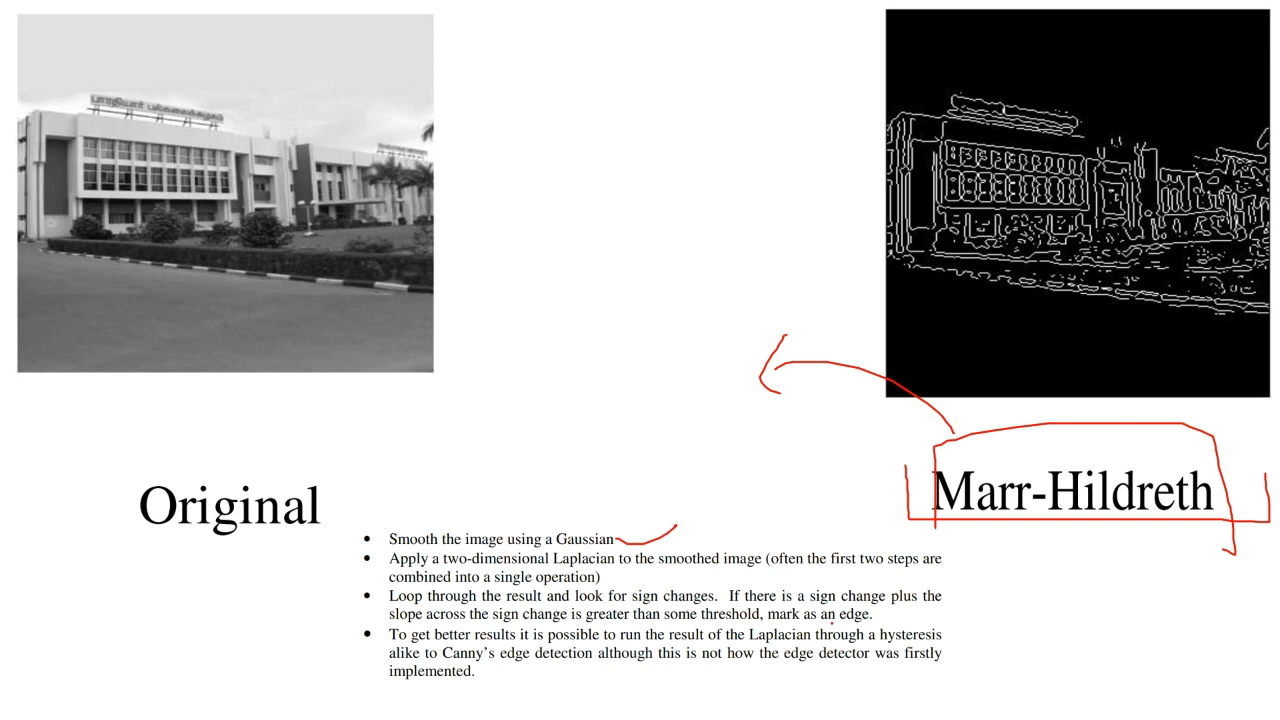 பாரதியார் பல்கலைக்கழகம்
Original
Marr-Hildreth
• Smooth the image using a Gaussian
• Apply a two-dimensional Laplacian to the smoothed image (often the first two steps are
combined into a single operation)
• Loop through the result and look for sign changes. If there is a sign change plus the
slope across the sign change is greater than some threshold, mark as an edge.
• To get better results it is possible to run the result of the Laplacian through a hysteresis
alike to Canny’s edge detection although this is not how the edge detector was firstly
implemented.